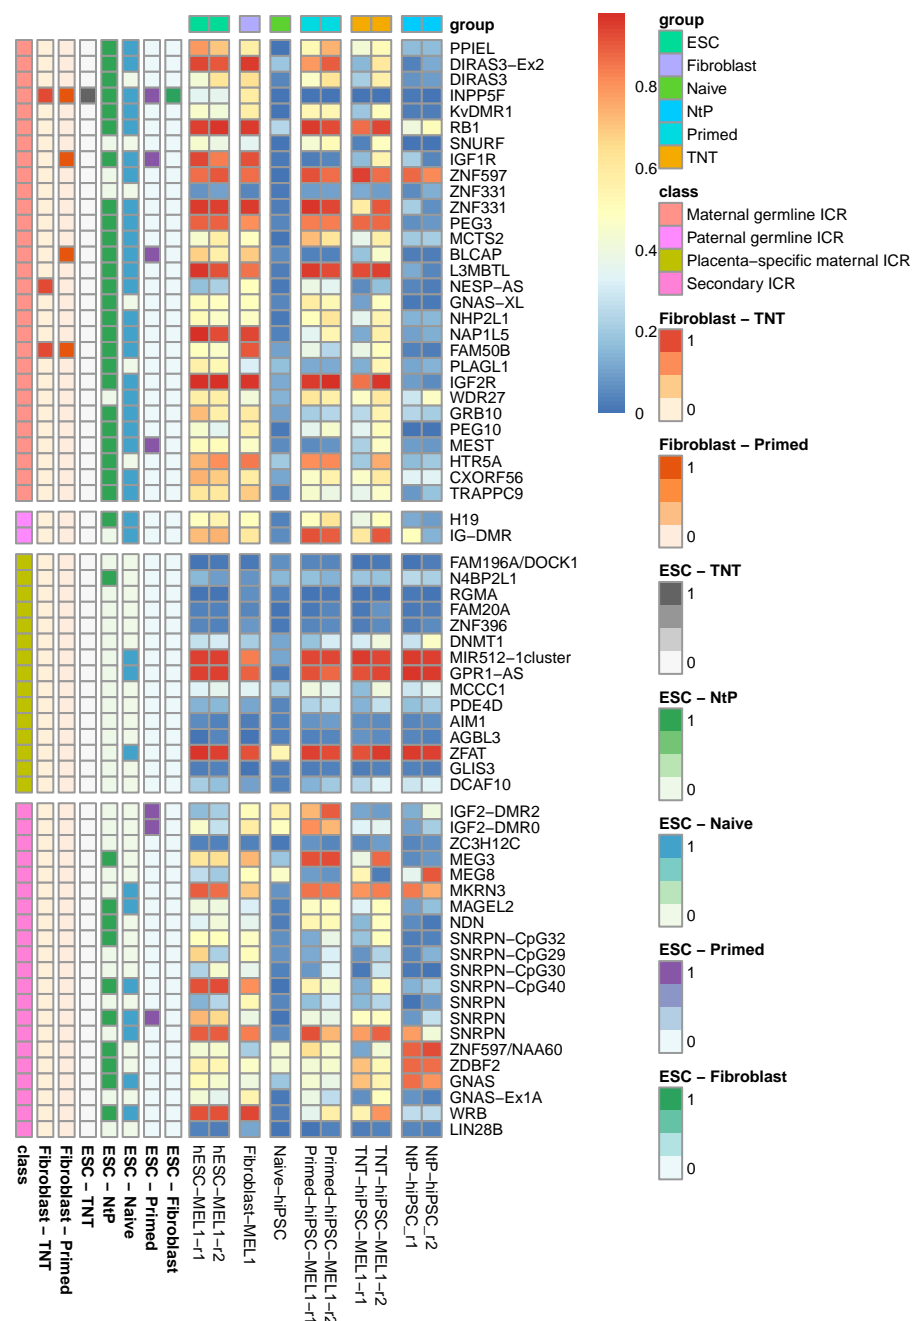 group
PPIEL
DIRAS3−Ex2
DIRAS3
INPP5F
KvDMR1
RB1
SNURF
IGF1R
ZNF597
ZNF331
ZNF331
PEG3
MCTS2
BLCAP
L3MBTL
NESP−AS
GNAS−XL
NHP2L1
NAP1L5
FAM50B
PLAGL1
IGF2R
WDR27
GRB10
PEG10
MEST
HTR5A
CXORF56
TRAPPC9
H19
IG−DMR
FAM196A/DOCK1
N4BP2L1
RGMA
FAM20A
ZNF396
DNMT1
MIR512−1cluster
GPR1−AS
MCCC1
PDE4D
AIM1
AGBL3
ZFAT
GLIS3
DCAF10
IGF2−DMR2
IGF2−DMR0
ZC3H12C
MEG3
MEG8
MKRN3
MAGEL2
NDN
SNRPN−CpG32
SNRPN−CpG29
SNRPN−CpG30
SNRPN−CpG40
SNRPN
SNRPN
SNRPN
ZNF597/NAA60
ZDBF2
GNAS
GNAS−Ex1A
WRB
LIN28B
class
Fibroblast − TNT
Fibroblast − Primed
ESC − TNT
ESC − NtP
ESC − Naive
ESC − Primed
ESC − Fibroblast
hESC−MEL1−r1
hESC−MEL1−r2
Fibroblast−MEL1
Naive−hiPSC
Primed−hiPSC−MEL1−r1
Primed−hiPSC−MEL1−r2
TNT−hiPSC−MEL1−r1
TNT−hiPSC−MEL1−r2
NtP−hiPSC_r1
NtP−hiPSC_r2
0.8
0.6
0.4
0.2
0
group
ESC
Fibroblast
Naive
NtP
Primed
TNT
class
Maternal germline ICR
Paternal germline ICR
Placenta−specific maternal ICR
Secondary ICR
Fibroblast − TNT
1
0
Fibroblast − Primed
1
0
ESC − TNT
1
0
ESC − NtP
1
0
ESC − Naive
1
0
ESC − Primed
1
0
ESC − Fibroblast
1
0